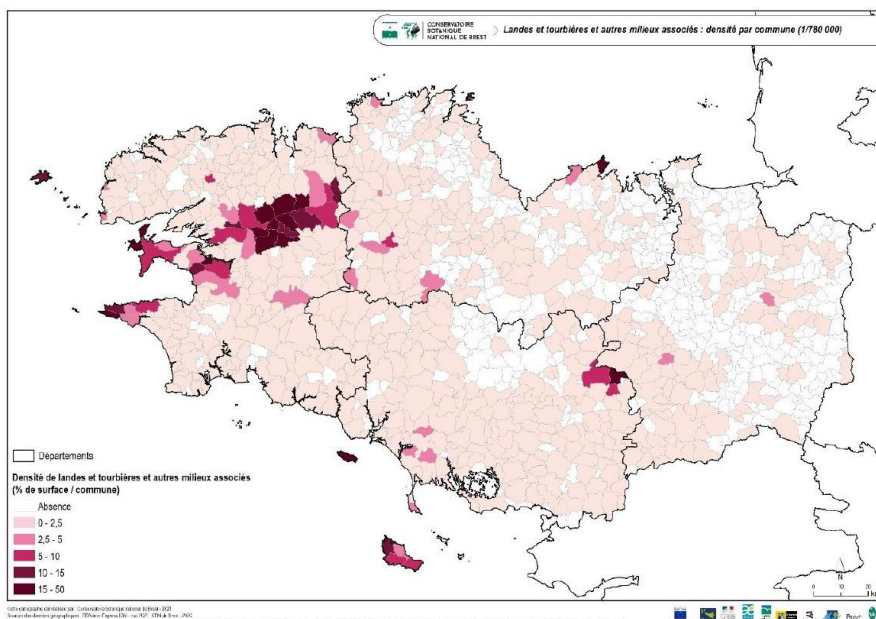 CONSERVATOIRE
BOTANIQUE
NATIONAL DE BREST
Landes et tourbières et autres milieux associés : densité par commune (1/780 000)
Départements
Densité de landes et tourbières et autres milieux associés
(% de surface / commune)
Absence
0 - 2,5
2,5 - 5
5 - 10
10 - 15
15 - 50
N
0 10 20